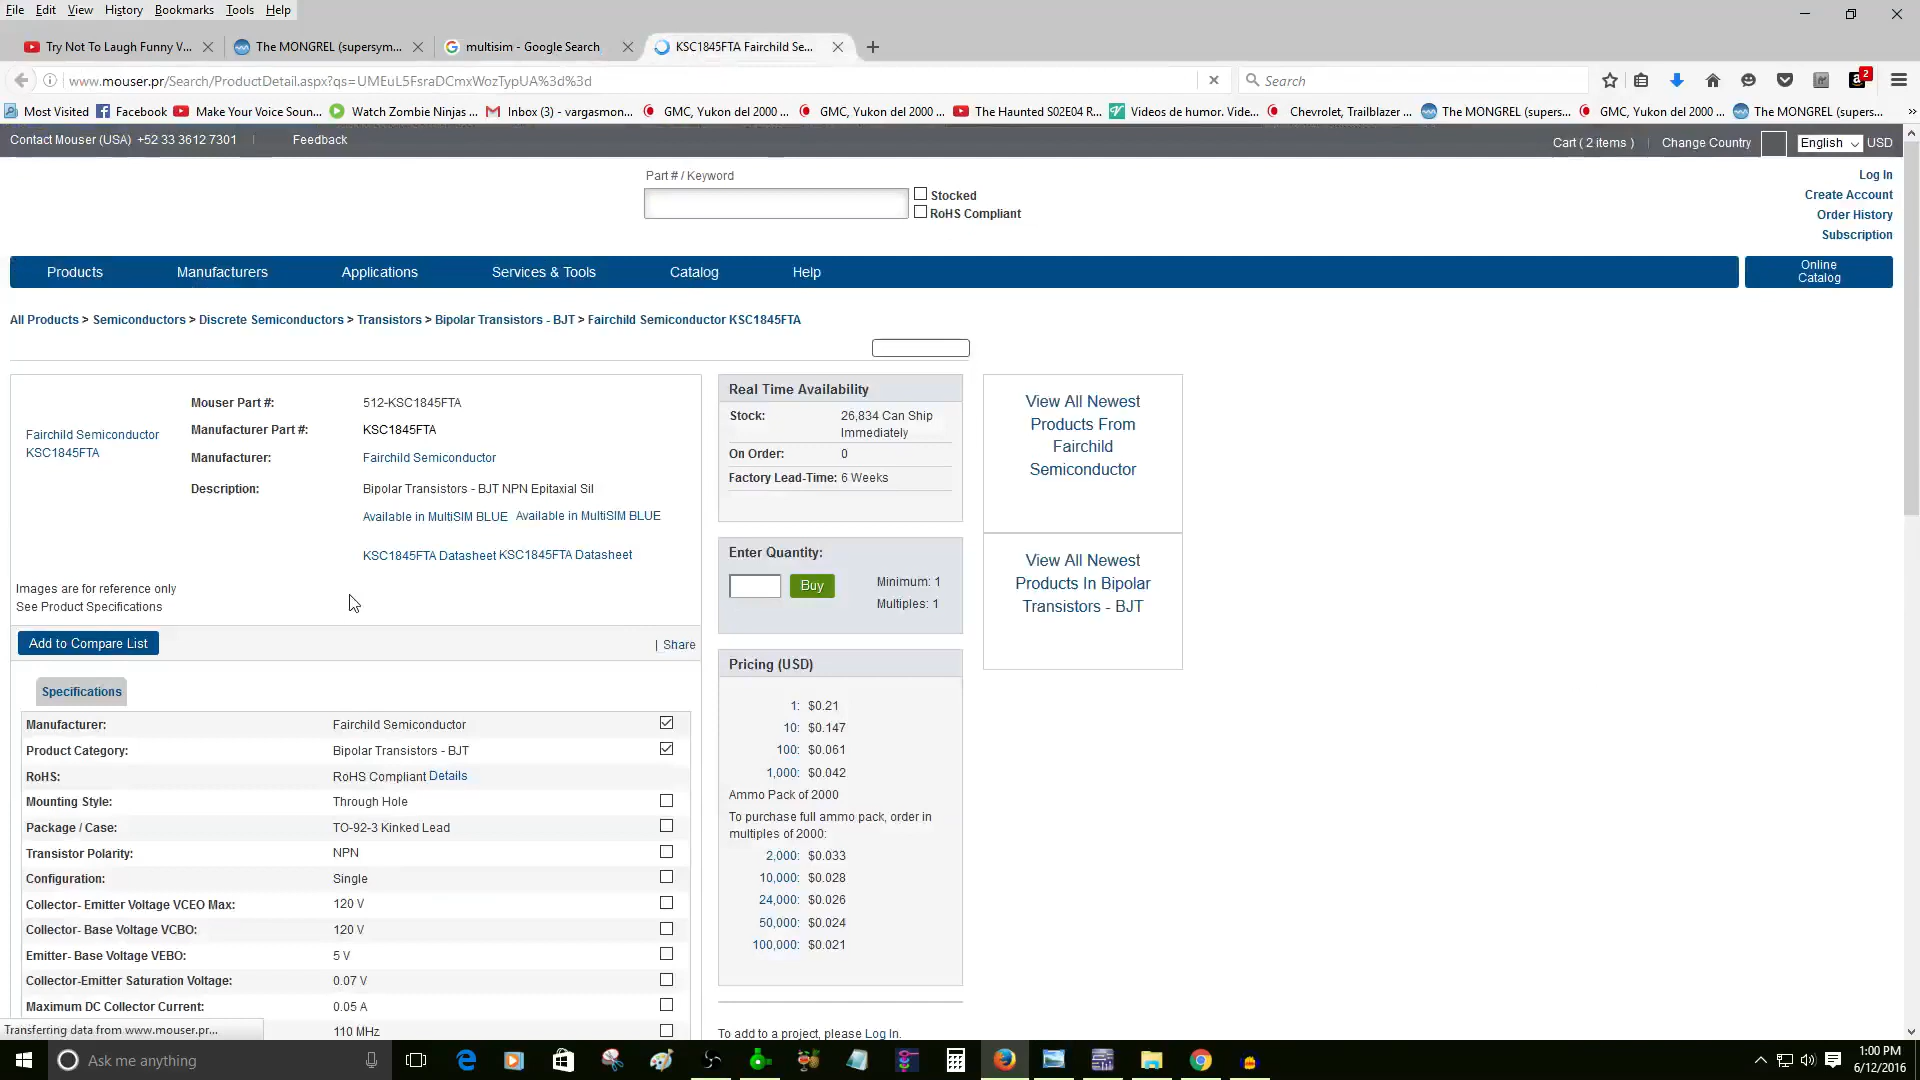 File Edit View History Bookmarks Tools Help
Try Not To Laugh Funny V...
The MONGREL (supersym...
multisim - Google Search
KSC1845FTA Fairchild Se...
www.mouser.pr/Search/ProductDetail.aspx?qs=UMEuL5FsraDCmxWozTypUA%3d%3d
Search
2
Most Visited Facebook Make Your Voice Soun... Watch Zombie Ninjas ... Inbox (3) - vargasmon... GMC, Yukon del 2000 ... GMC, Yukon del 2000 ... The Haunted S02E04 R... Videos de humor. Vide... Chevrolet, Trailblazer ... The MONGREL (supers... GMC, Yukon del 2000 ... The MONGREL (supers...
Contact Mouser (USA) +52 33 3612 7301 | Feedback
Cart ( 2 items ) | Change Country English USD
Part # / Keyword
Stocked
RoHS Compliant
Log In
Create Account
Order History
Subscription
Products Manufacturers Applications Services & Tools Catalog Help
Online
Catalog
All Products > Semiconductors > Discrete Semiconductors > Transistors > Bipolar Transistors - BJT > Fairchild Semiconductor KSC1845FTA
Fairchild Semiconductor
KSC1845FTA
Mouser Part #: 512-KSC1845FTA
Manufacturer Part #: KSC1845FTA
Manufacturer: Fairchild Semiconductor
Description: Bipolar Transistors - BJT NPN Epitaxial Sil
Available in MultiSIM BLUE Available in MultiSIM BLUE
KSC1845FTA Datasheet KSC1845FTA Datasheet
Images are for reference only
See Product Specifications
Add to Compare List
| Share
Specifications
Manufacturer: Fairchild Semiconductor
Product Category: Bipolar Transistors - BJT
RoHS: RoHS Compliant Details
Mounting Style: Through Hole
Package / Case: TO-92-3 Kinked Lead
Transistor Polarity: NPN
Configuration: Single
Collector- Emitter Voltage VCEO Max: 120 V
Collector- Base Voltage VCBO: 120 V
Emitter- Base Voltage VEBO: 5 V
Collector-Emitter Saturation Voltage: 0.07 V
Maximum DC Collector Current: 0.05 A
110 MHz
Real Time Availability
Stock: 26,834 Can Ship
Immediately
On Order: 0
Factory Lead-Time: 6 Weeks
Enter Quantity:
Buy
Minimum: 1
Multiples: 1
Pricing (USD)
1: $0.21
10: $0.147
100: $0.061
1,000: $0.042
Ammo Pack of 2000
To purchase full ammo pack, order in
multiples of 2000:
2,000: $0.033
10,000: $0.028
24,000: $0.026
50,000: $0.024
100,000: $0.021
To add to a project, please Log In.
View All Newest
Products From
Fairchild
Semiconductor
View All Newest
Products In Bipolar
Transistors - BJT
Transferring data from www.mouser.pr...
Ask me anything
1:00 PM
6/12/2016